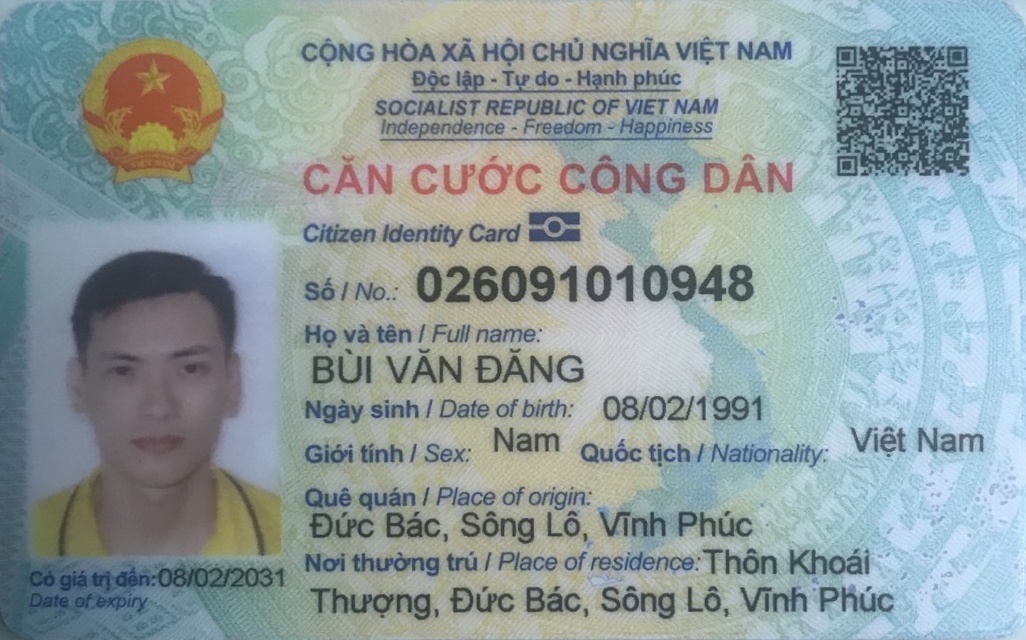 CỘNG HÒA XÃ HỘI CHỦ NGHĨA VIỆT NAM
Độc lập - Tự do - Hạnh phúc
SOCIALIST REPUBLIC OF VIET NAM
Independence - Freedom - Happiness
CĂN CƯỚC CÔNG DÂN
Citizen Identity Card
Số / No.: 026091010948
Họ và tên / Full name:
BÙI VĂN ĐĂNG
Ngày sinh / Date of birth: 08/02/1991
Giới tính / Sex: Nam Quốc tịch / Nationality: Việt Nam
Quê quán / Place of origin:
Đức Bác, Sông Lô, Vĩnh Phúc
Nơi thường trú / Place of residence: Thôn Khoái
Thượng, Đức Bác, Sông Lô, Vĩnh Phúc
Có giá trị đến: 08/02/2031
Date of expiry